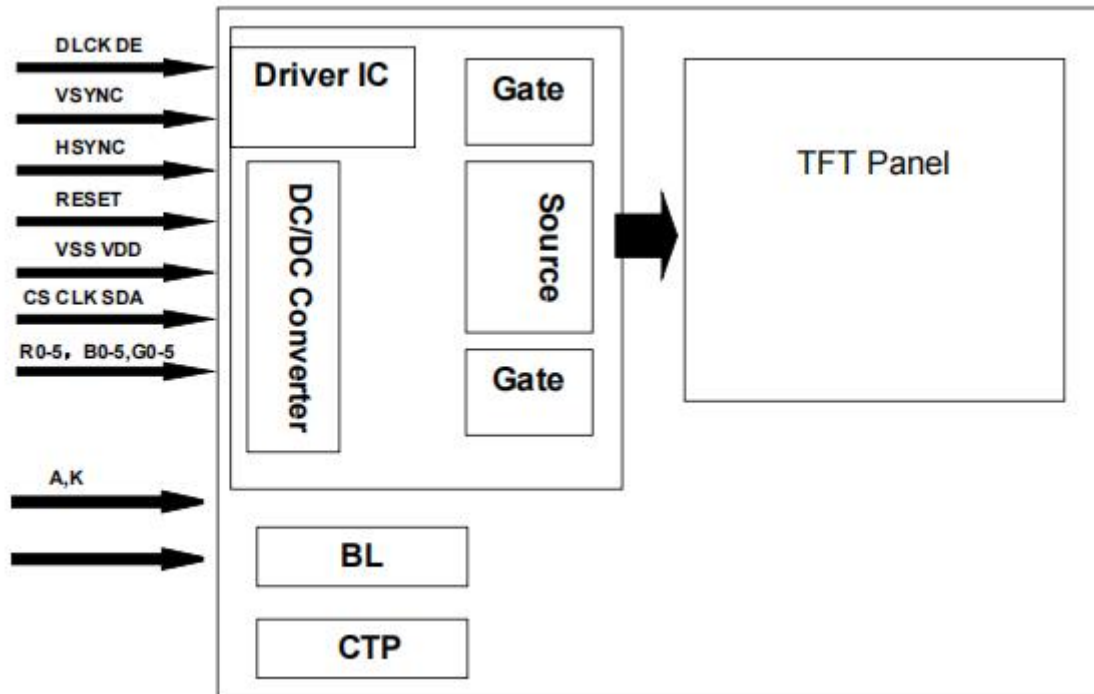 DLCK DE
VSYNC
HSYNC
RESET
VSS VDD
CS CLK SDA
R0-5，B0-5,G0-5
A,K
Driver IC
DC/DC Converter
Gate
Source
Gate
BL
CTP
TFT Panel